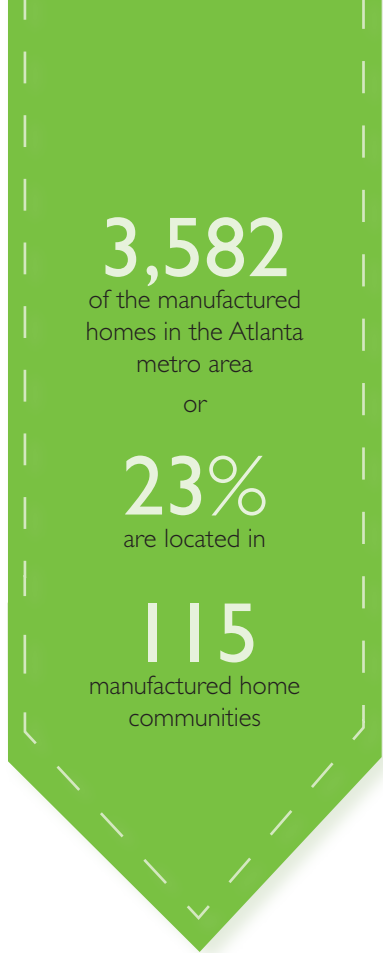 3,582
of the manufactured
homes in the Atlanta
metro area
or
23%
are located in
115
manufactured home
communities